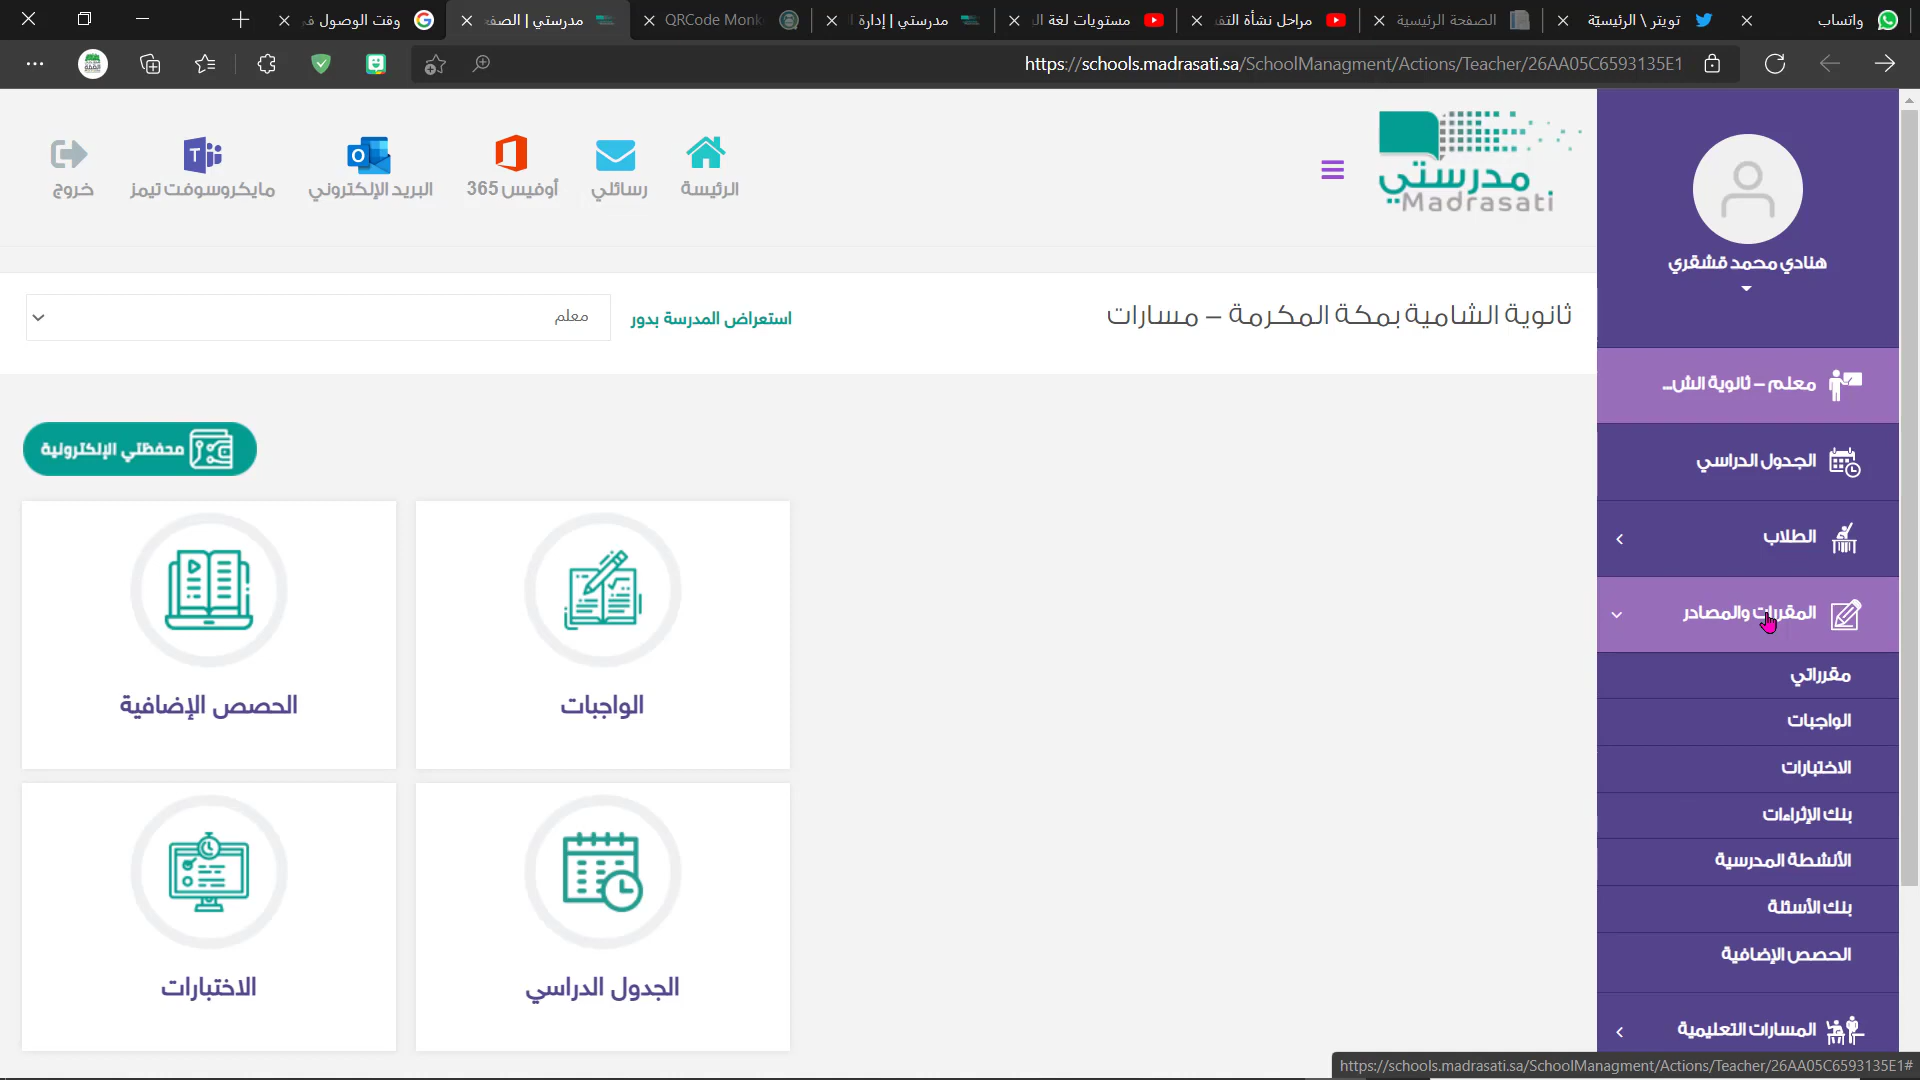 واتساب
تويتر \ الرئيسيّة
الصفحة الرئيسية
مراحل نشأة التف
مستويات لغة الب
مدرستي | إدارة ا
QRCode Monk
مدرستي | الصفح
وقت الوصول في
https://schools.madrasati.sa/SchoolManagment/Actions/Teacher/26AA05C6593135E1
مدرستي
Madrasati
الرئيسة
رسائلي
أوفيس 365
البريد الإلكتروني
مايكروسوفت تيمز
خروج
هنادي محمد قشقري
ثانوية الشامية بمكة المكرمة – مسارات
استعراض المدرسة بدور
معلم
معلم – ثانوية الش...
الجدول الدراسي
الطلاب
المقررات والمصادر
مقرراتي
الواجبات
الاختبارات
بنك الإثراءات
الأنشطة المدرسية
بنك الأسئلة
الحصص الإضافية
المسارات التعليمية
محفظتي الإلكترونية
الواجبات
الحصص الإضافية
الجدول الدراسي
الاختبارات
https://schools.madrasati.sa/SchoolManagment/Actions/Teacher/26AA05C6593135E1#